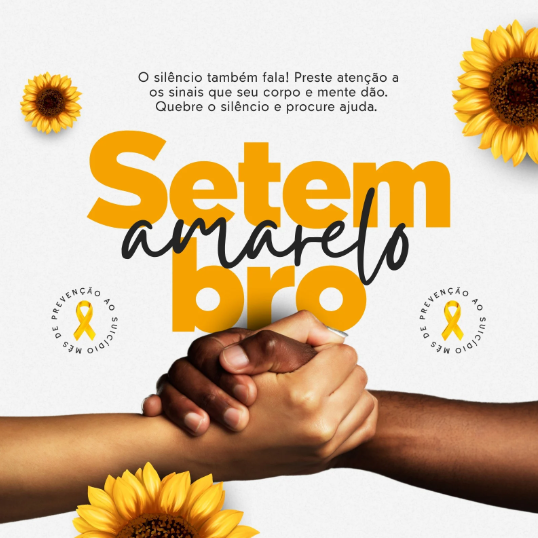 O silêncio também fala! Preste atenção a
os sinais que seu corpo e mente dão.
Quebre o silêncio e procure ajuda.
Setem
amarelo
bro
MÊS DE PREVENÇÃO AO SUICÍDIO
MÊS DE PREVENÇÃO AO SUICÍDIO